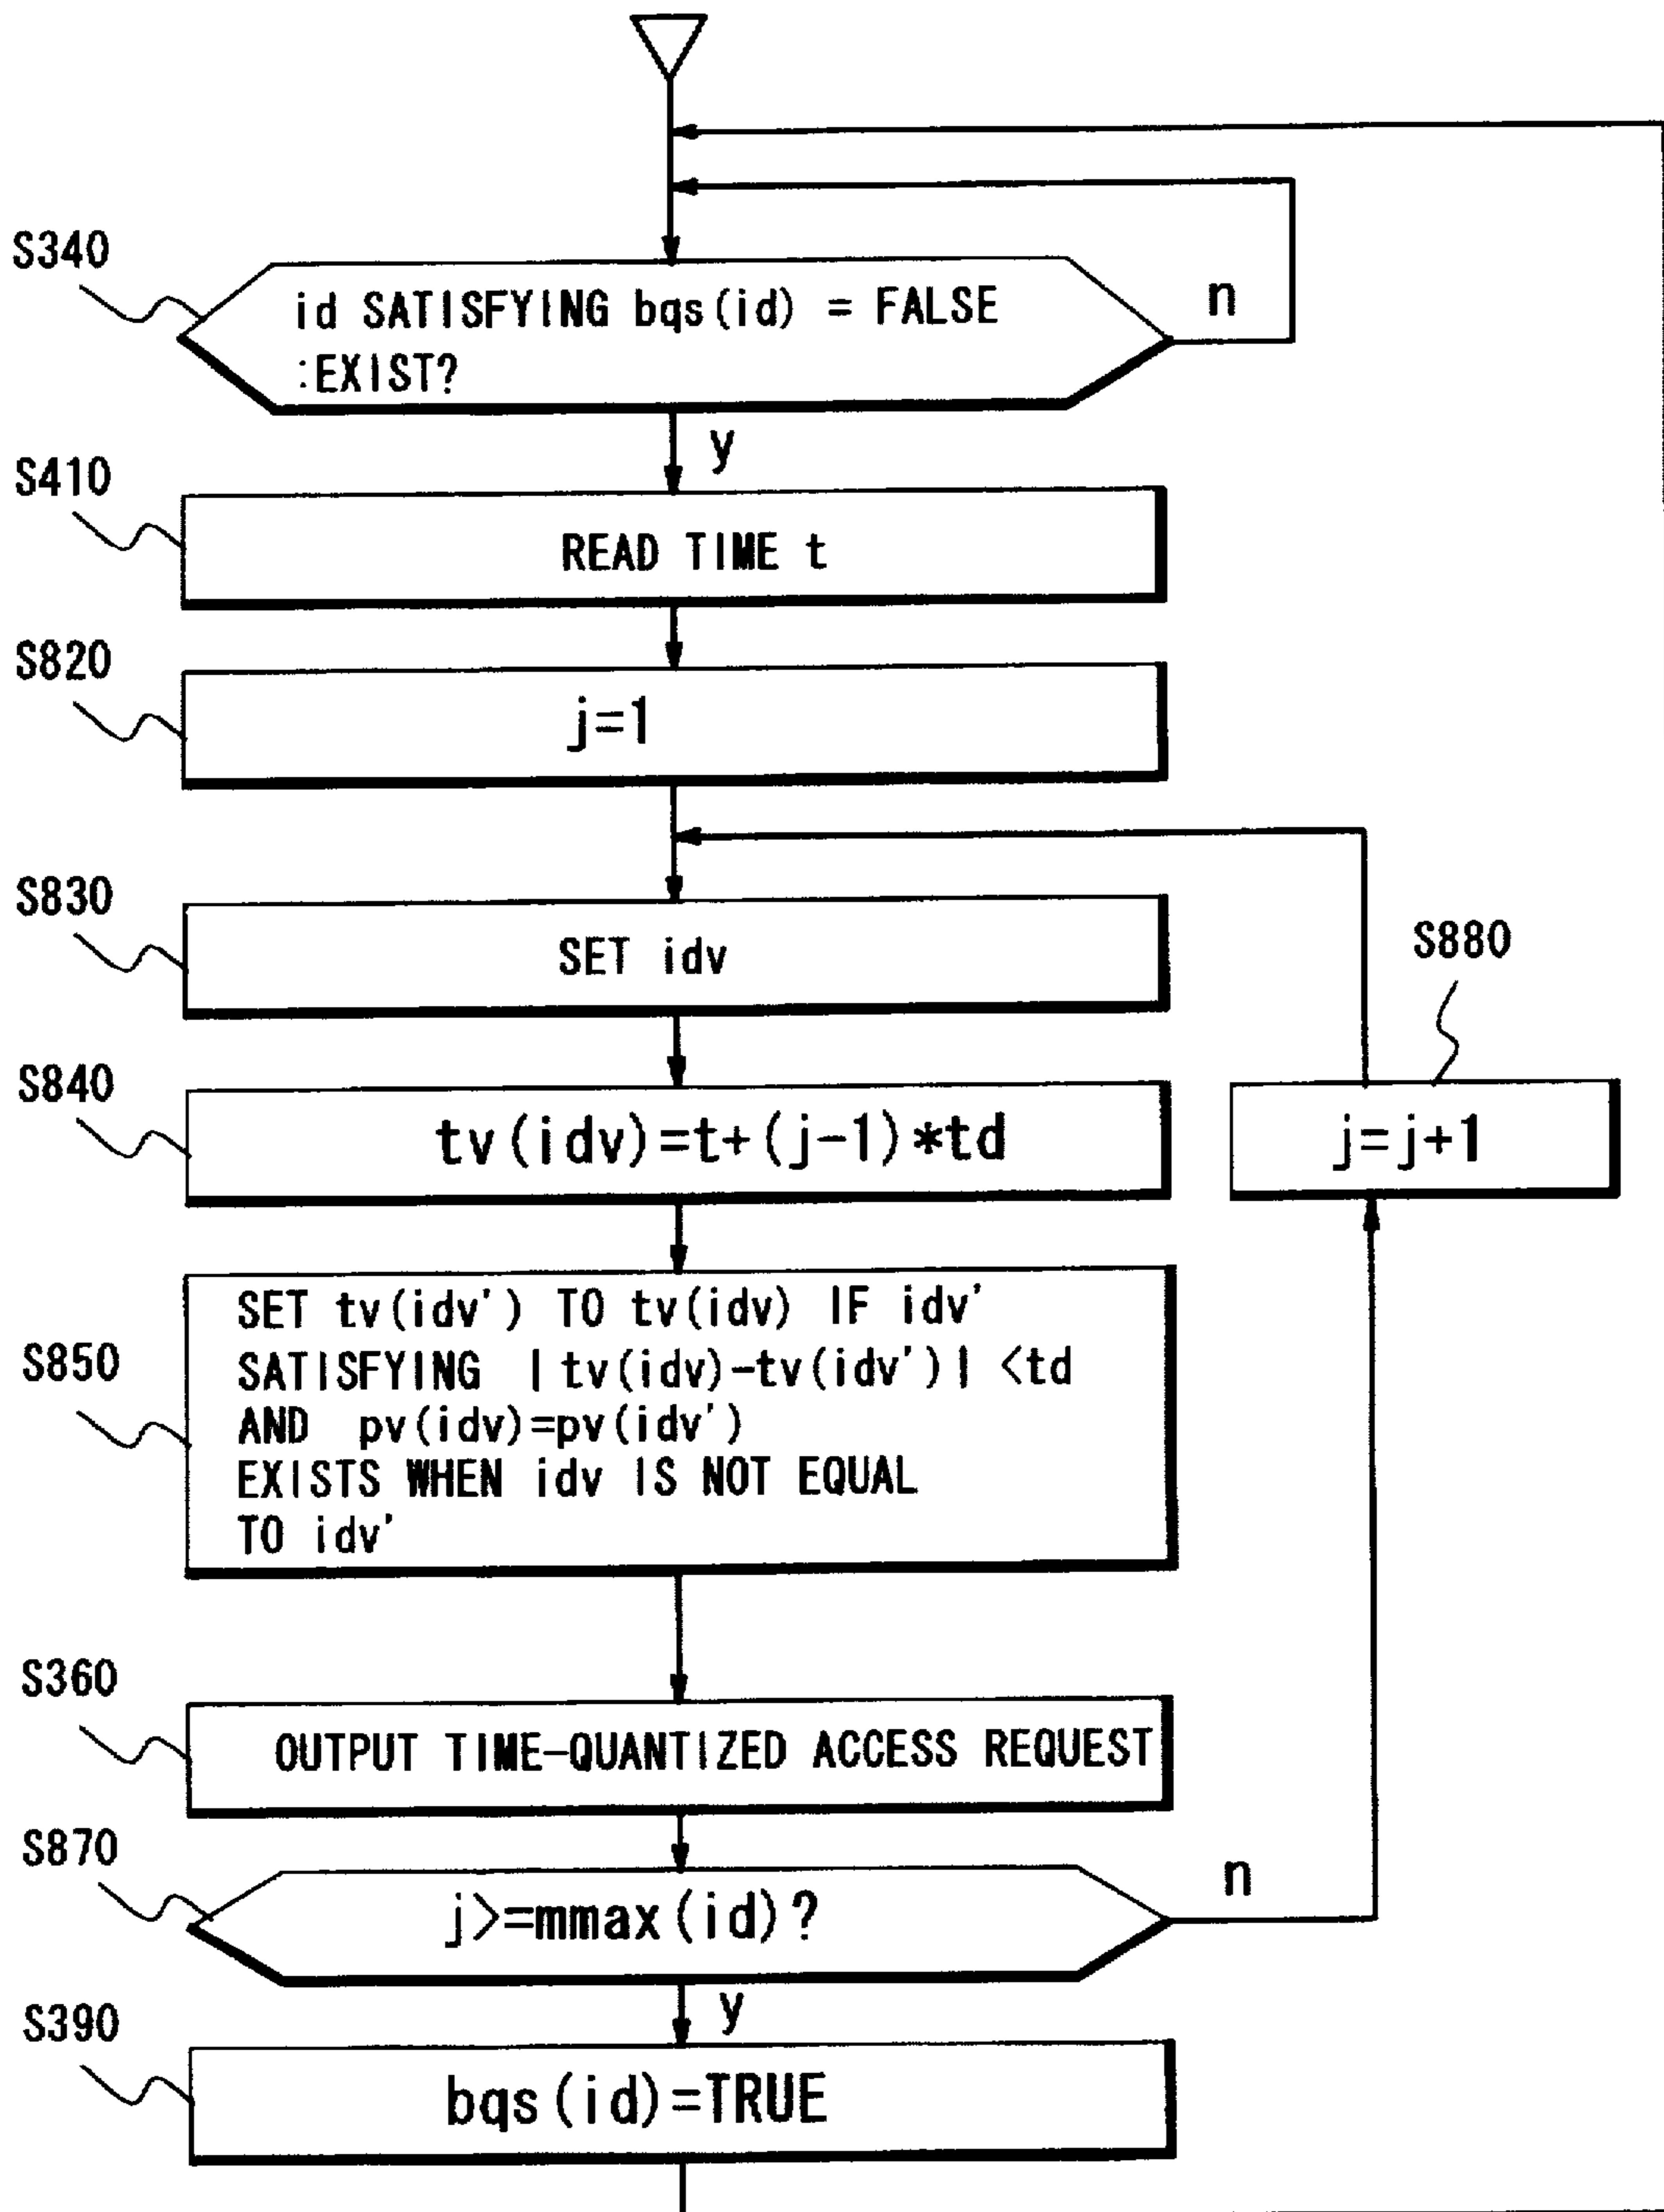 S340
id SATISFYING bqs(id) = FALSE
:EXIST?
n
y
S410
READ TIME t
S820
j=1
S830
SET idv
S880
S840
tv(idv)=t+(j-1)*td
j=j+1
S850
SET tv(idv') TO tv(idv) IF idv'
SATISFYING |tv(idv)-tv(idv')| <td
AND pv(idv)=pv(idv')
EXISTS WHEN idv IS NOT EQUAL
TO idv'
S360
OUTPUT TIME-QUANTIZED ACCESS REQUEST
S870
j>=mmax(id)?
n
y
S390
bqs(id)=TRUE